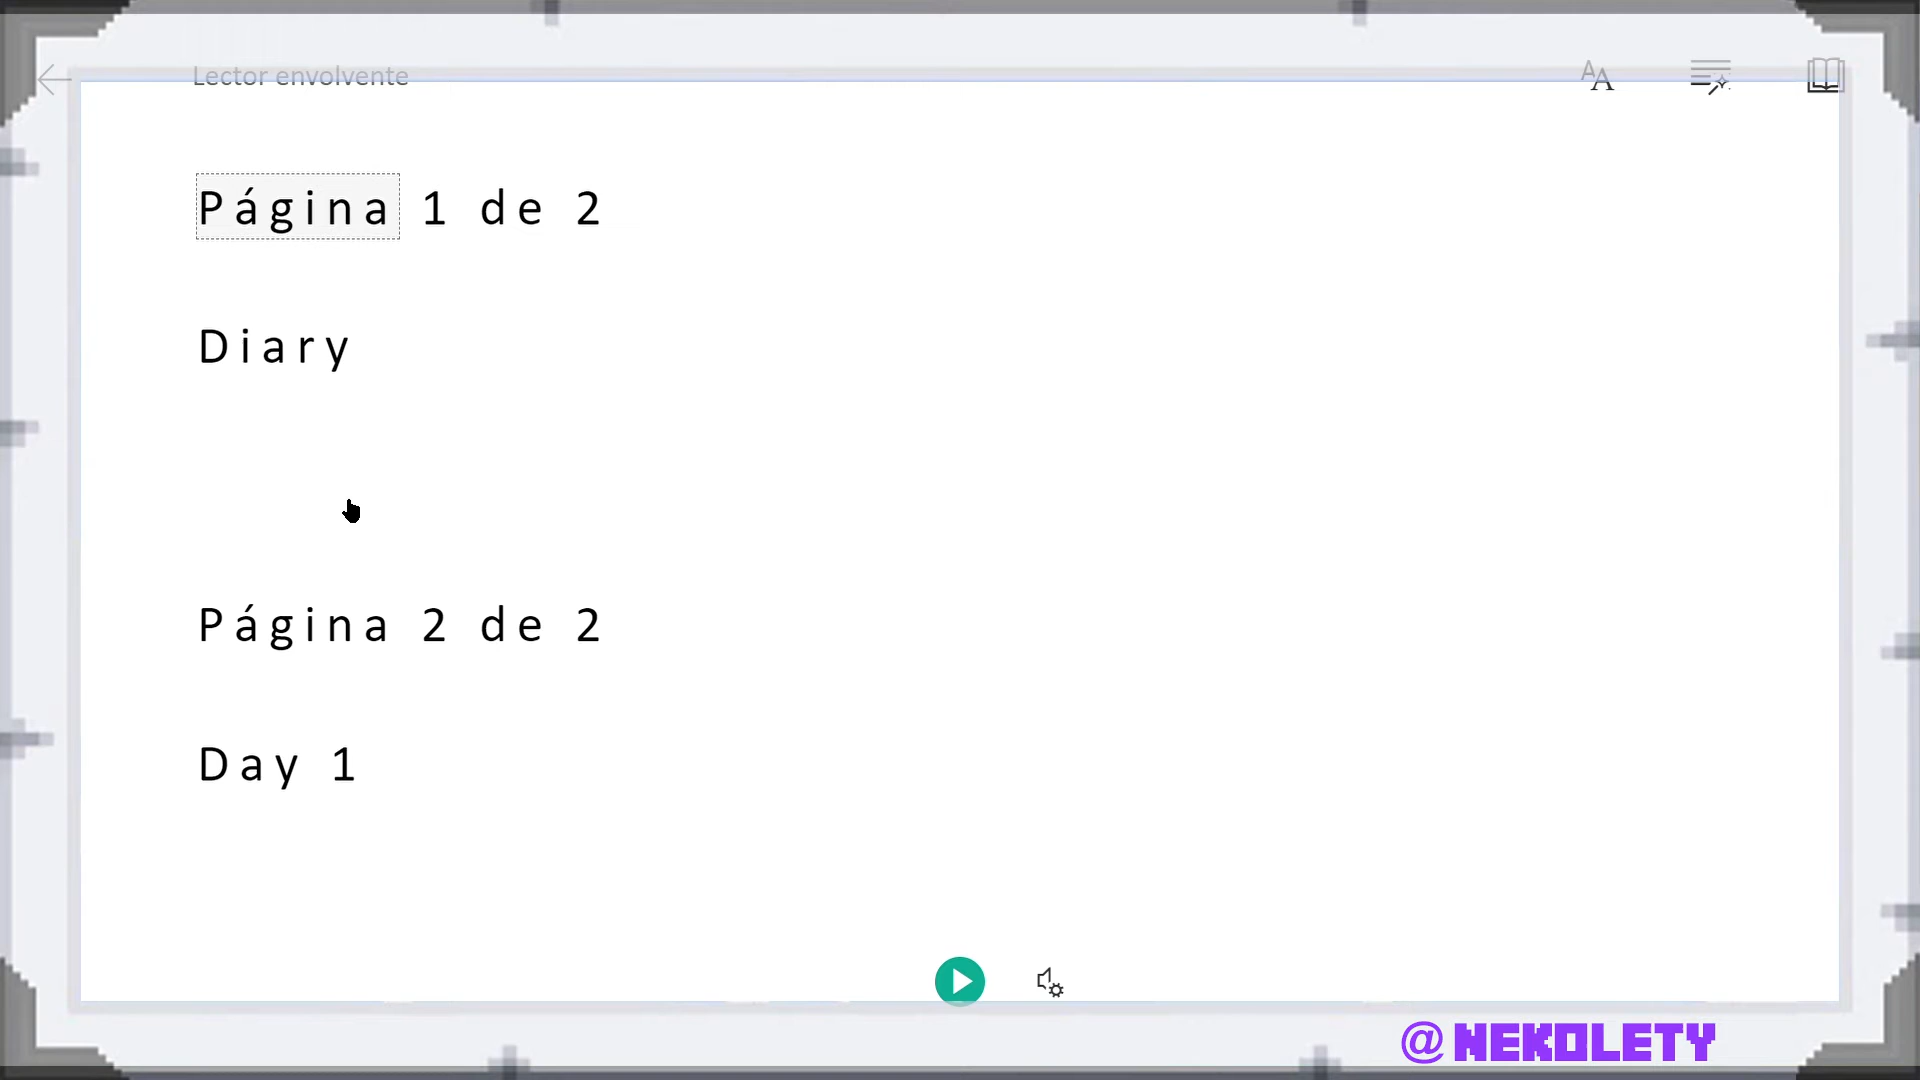 Lector envolvente
Página 1 de 2
Diary
Página 2 de 2
Day 1
@NEKOLETY